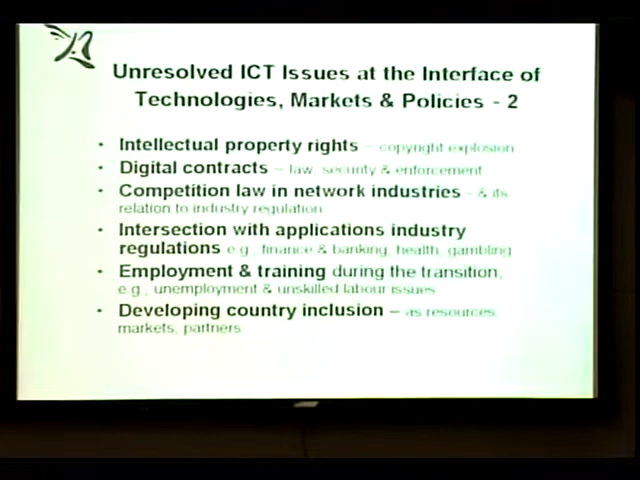 Unresolved ICT Issues at the Interface of
Technologies, Markets & Policies - 2
• Intellectual property rights – copyright explosion
• Digital contracts – law, security & enforcement
• Competition law in network industries - & its
relation to industry regulation
• Intersection with applications industry
regulations e.g., finance & banking, health, gambling
• Employment & training during the transition,
e.g., unemployment & unskilled labour issues
• Developing country inclusion – as resources,
markets, partners